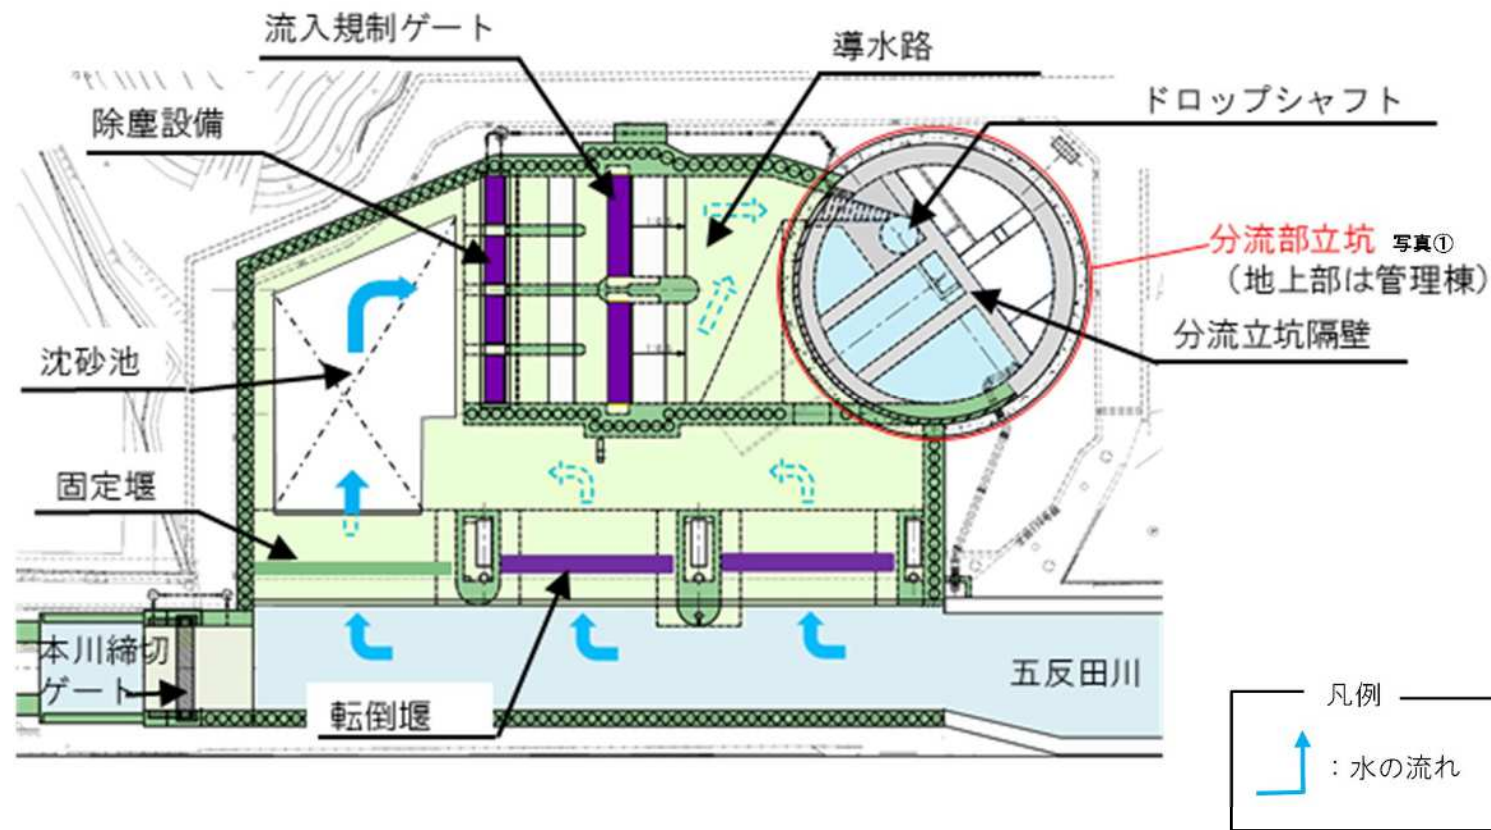 流入規制ゲート
導水路
ドロップシャフト
除塵設備
分流部立坑 写真①
（地上部は管理棟）
分流立坑隔壁
沈砂池
固定堰
本川締切
ゲート
転倒堰
五反田川
凡例
：水の流れ